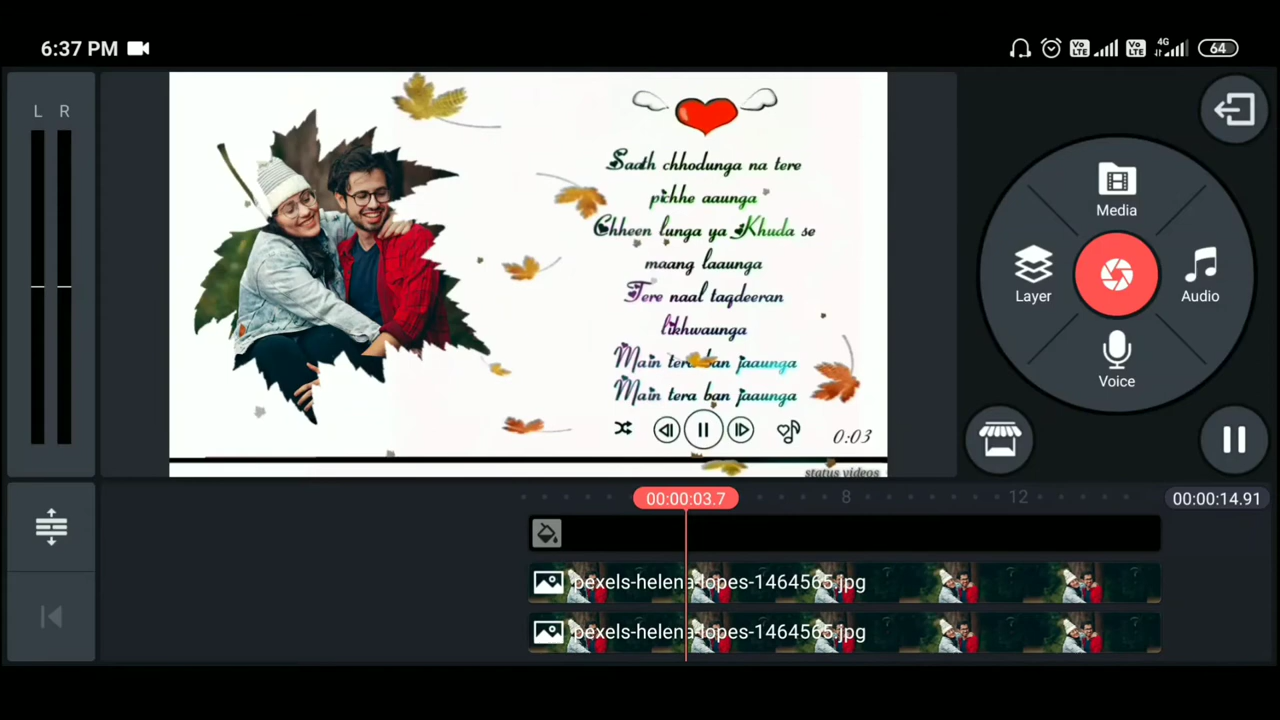 6:37 PM
VoLTE VoLTE 4G 64
L R
Saath chhodunga na tere
pichhe aaunga
Chheen lunga ya Khuda se
maang laaunga
Tere naal taqdeeran
likhwaunga
Main tera ban jaaunga
Main tera ban jaaunga
0:03
status videos
Media
Layer
Audio
Voice
00:00:03.7
8
12
00:00:14.91
pexels-helena-lopes-1464565.jpg
pexels-helena-lopes-1464565.jpg